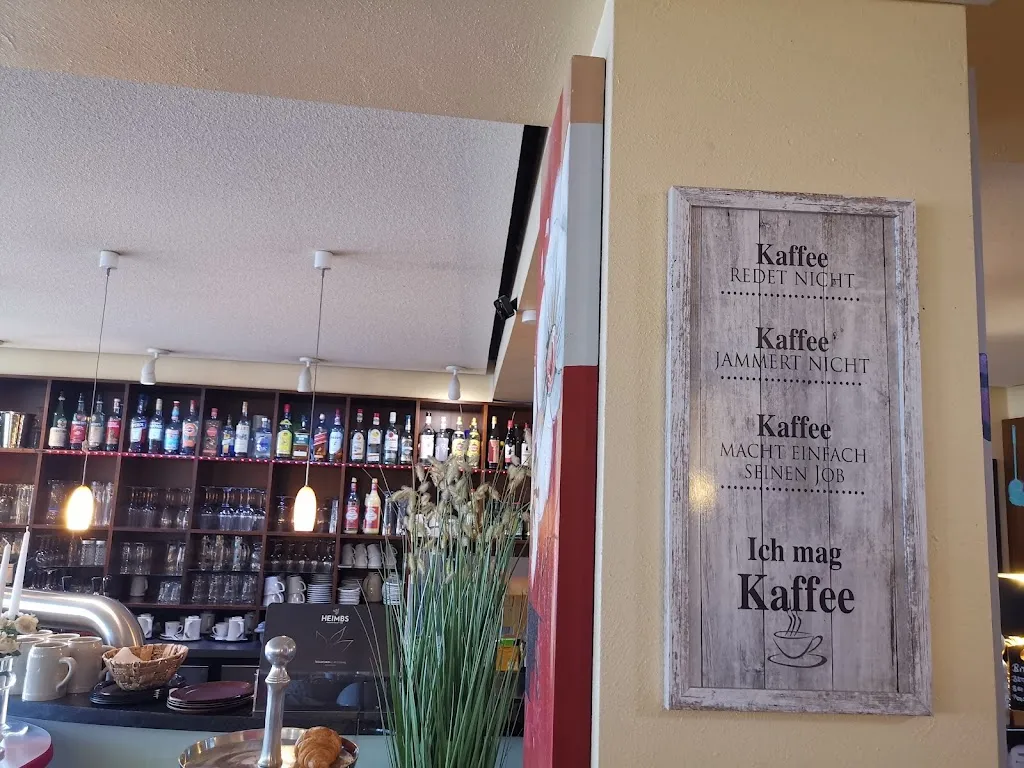 Kaffee
REDET NICHT
Kaffee
JAMMERT NICHT
Kaffee
MACHT EINFACH
SEINEN JOB
Ich mag
Kaffee
HEIMBS